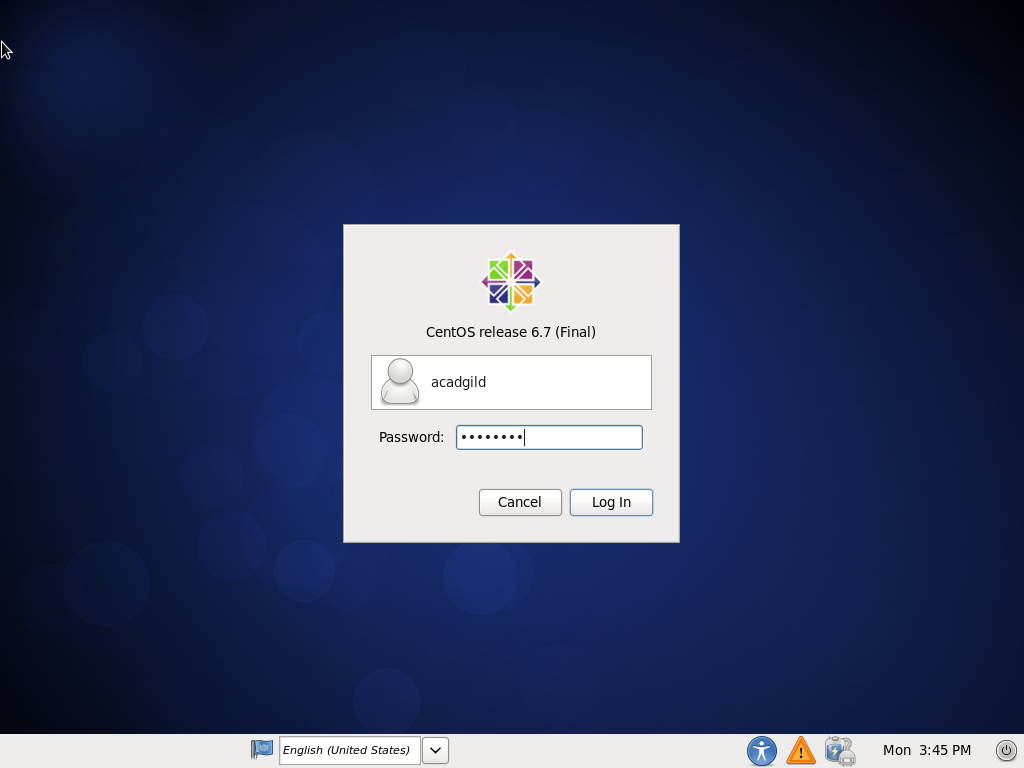 CentOS release 6.7 (Final)
acadgild
Password: ••••••••
Cancel Log In
English (United States) Mon 3:45 PM